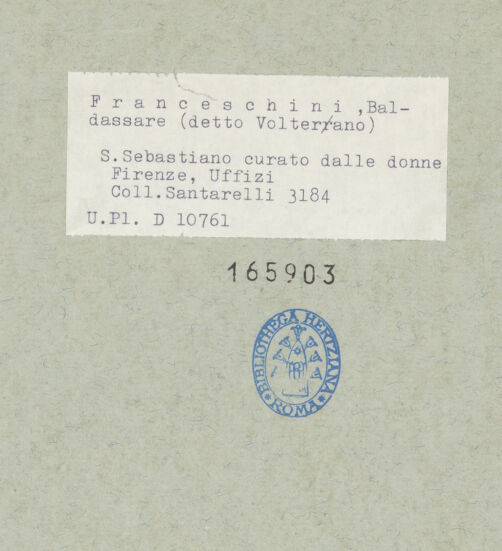 F r a n c e s c h i n i ,Bal-
dassare (detto Volterrano)
S.Sebastiano curato dalle donne
Firenze, Uffizi
Coll.Santarelli 3184
U.Pl. D 10761
165903
BIBLIOTHECA HERTZIANA
* ROMA *